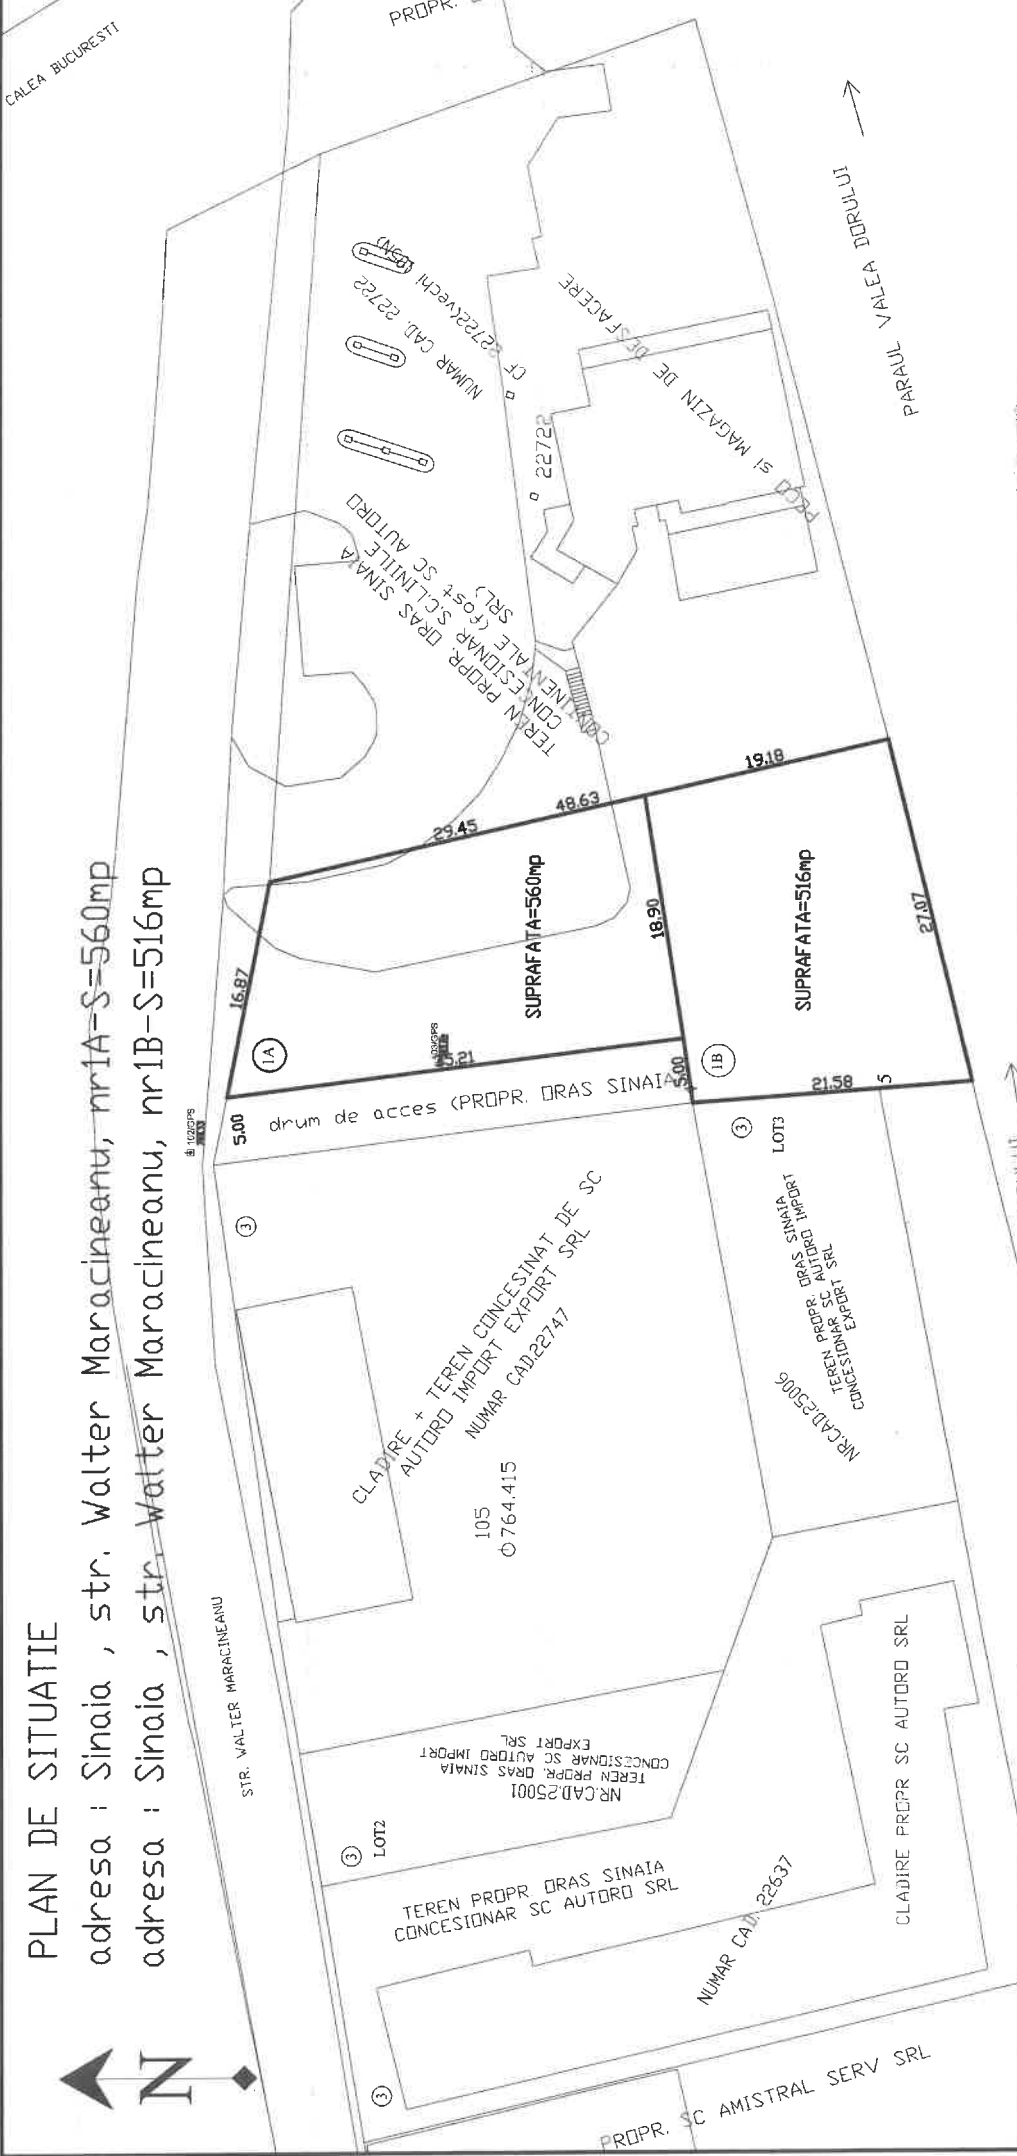 PLAN DE SITUATIE
adresa : Sinaia , str. Walter Maracineanu, nr1A-S=560mp
adresa : Sinaia , str. Walter Maracineanu, nr1B-S=516mp
N
CALEA BUCURESTI
PROPR.
STR. WALTER MARACINEANU
102/GPS
5.00
16.87
1A
29.45
48.63
SUPRAFATA=560mp
18.90
19.18
SUPRAFATA=516mp
27.07
1B
5.00
21.58
5
drum de acces (PROPR. ORAS SINAIA)
TEREN PROPR. ORAS SINAIA
CONCESIONAR S.C.LINIILE
CONTINENTALE (fost SC AUTORO
SRL)
NUMAR CAD. 22722
CF 22722(vechi
22722
PECO si MAGAZIN DE DESFACERE
PARAUL VALEA DORULUI
3
CLADIRE + TEREN CONCESINAT DE SC
AUTORO IMPORT EXPORT SRL
NUMAR CAD.22747
105
764.415
3
LOT3
TEREN PROPR. ORAS SINAIA
CONCESIONAR SC AUTORO IMPORT
EXPORT SRL
NR.CAD.25006
3
LOT2
NR.CAD.25001
TEREN PROPR. ORAS SINAIA
CONCESIONAR SC AUTORO IMPORT
EXPORT SRL
TEREN PROPR. ORAS SINAIA
CONCESIONAR SC AUTORO SRL
NUMAR CAD. 22637
CLADIRE PROPR SC AUTORO SRL
3
PROPR. SC AMISTRAL SERV SRL